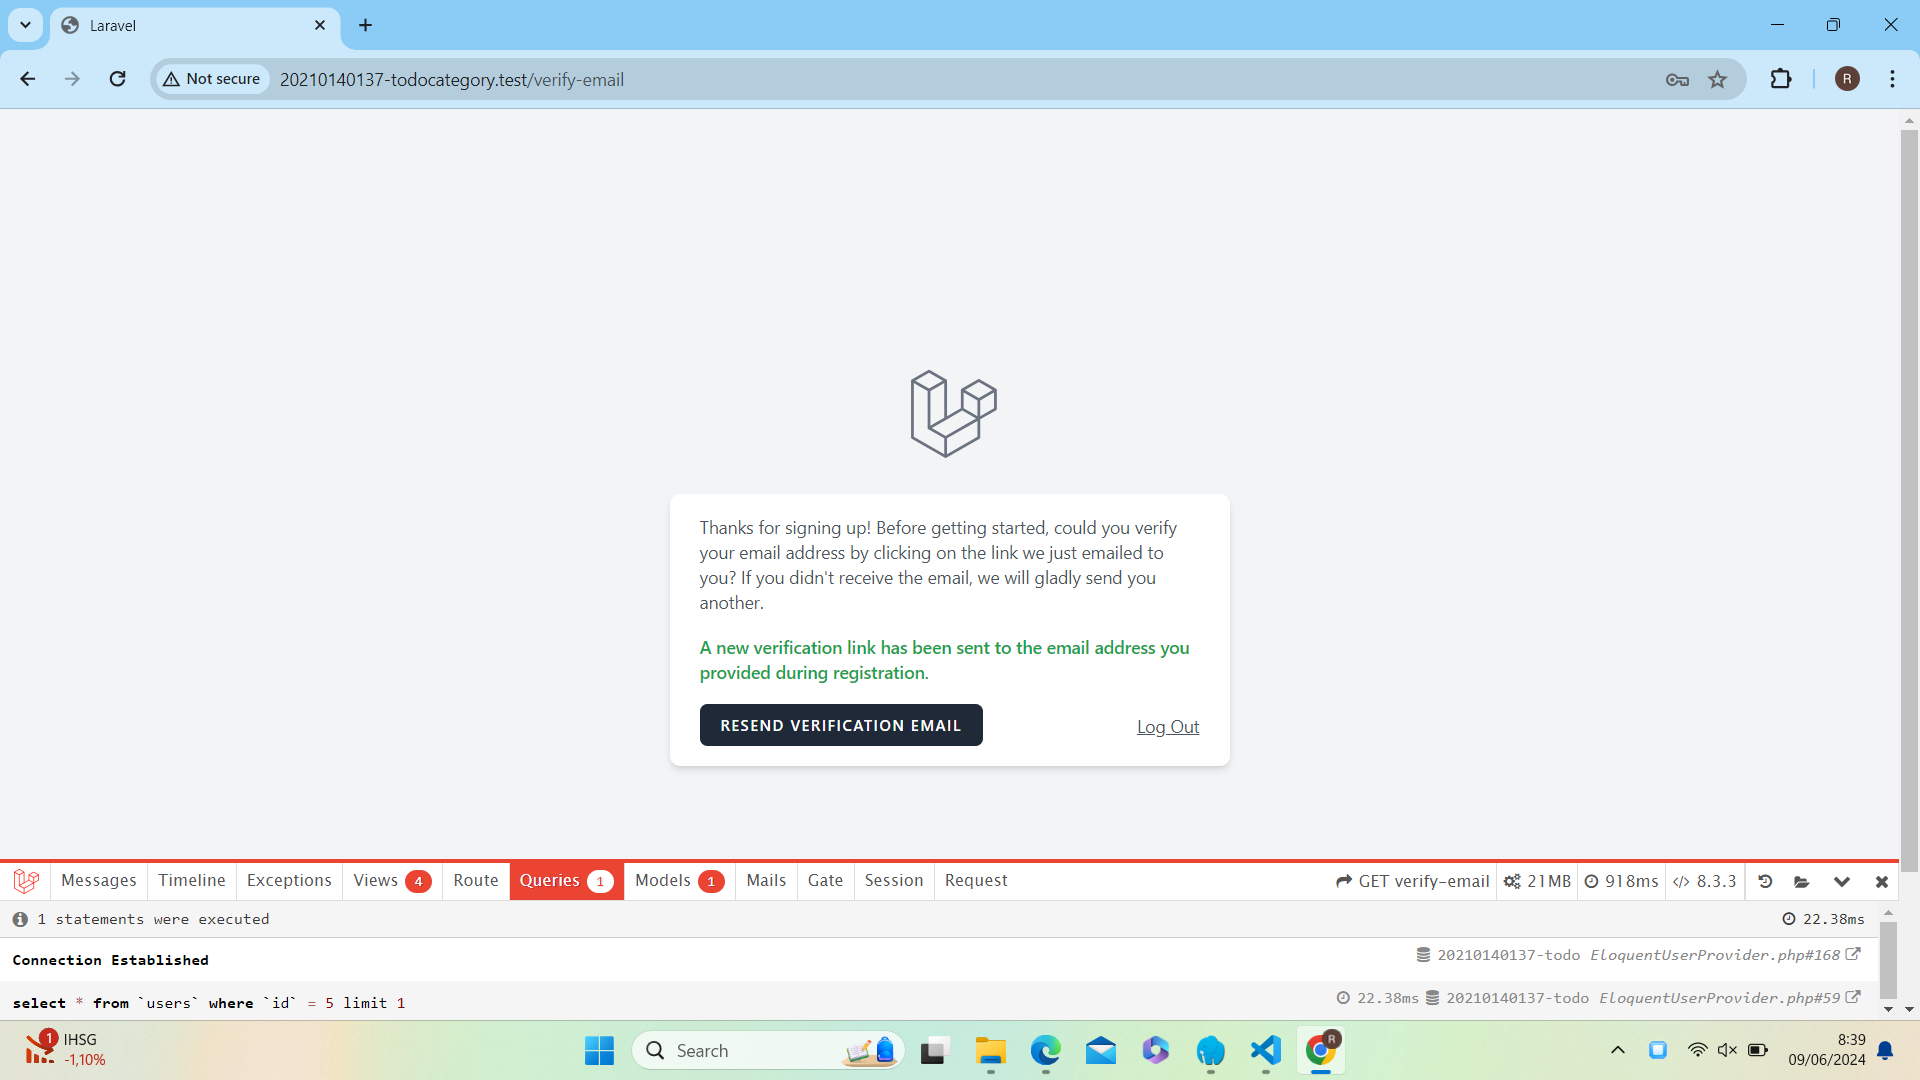 Laravel
Not secure
20210140137-todocategory.test/verify-email
R
Thanks for signing up! Before getting started, could you verify
your email address by clicking on the link we just emailed to
you? If you didn't receive the email, we will gladly send you
another.
A new verification link has been sent to the email address you
provided during registration.
RESEND VERIFICATION EMAIL
Log Out
Messages Timeline Exceptions Views 4 Route Queries 1 Models 1 Mails Gate Session Request GET verify-email 21MB 918ms </> 8.3.3
1 statements were executed 22.38ms
Connection Established 20210140137-todo EloquentUserProvider.php#168
select * from `users` where `id` = 5 limit 1 22.38ms 20210140137-todo EloquentUserProvider.php#59
1
IHSG
-1,10%
Search
R
8:39
09/06/2024